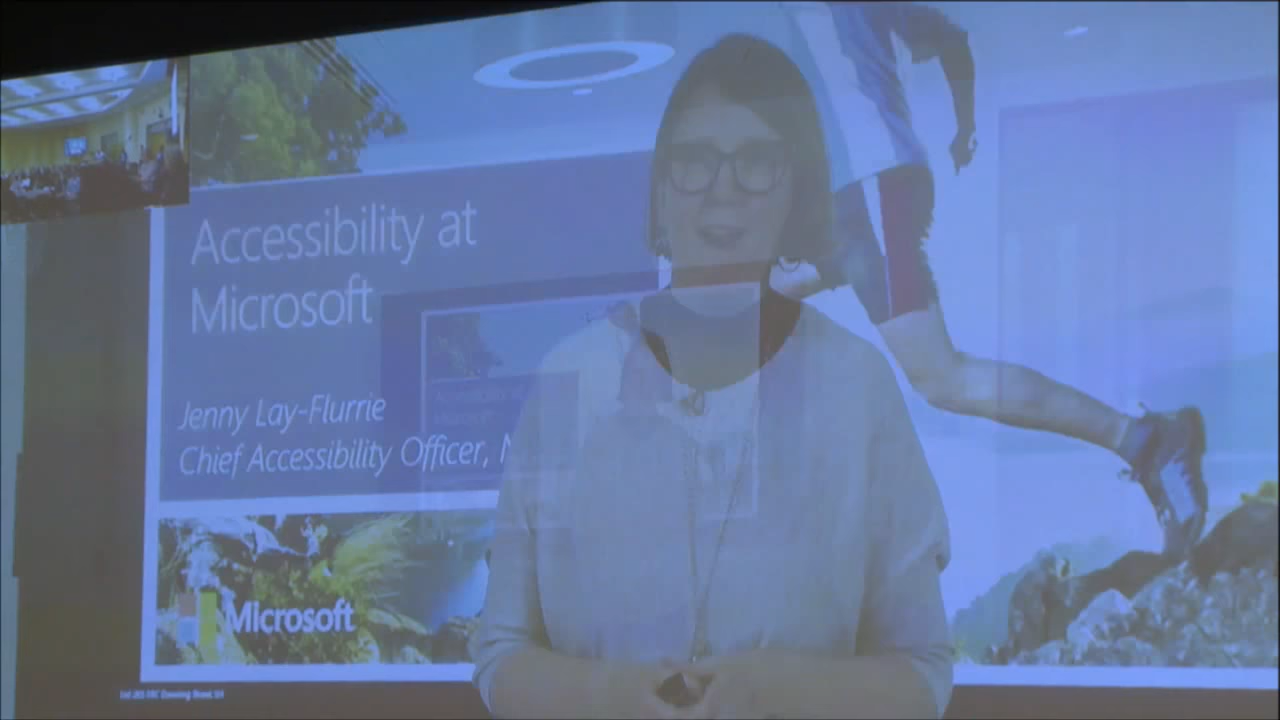 Accessibility at
Microsoft
Jenny Lay-Flurrie
Chief Accessibility Officer,
Microsoft